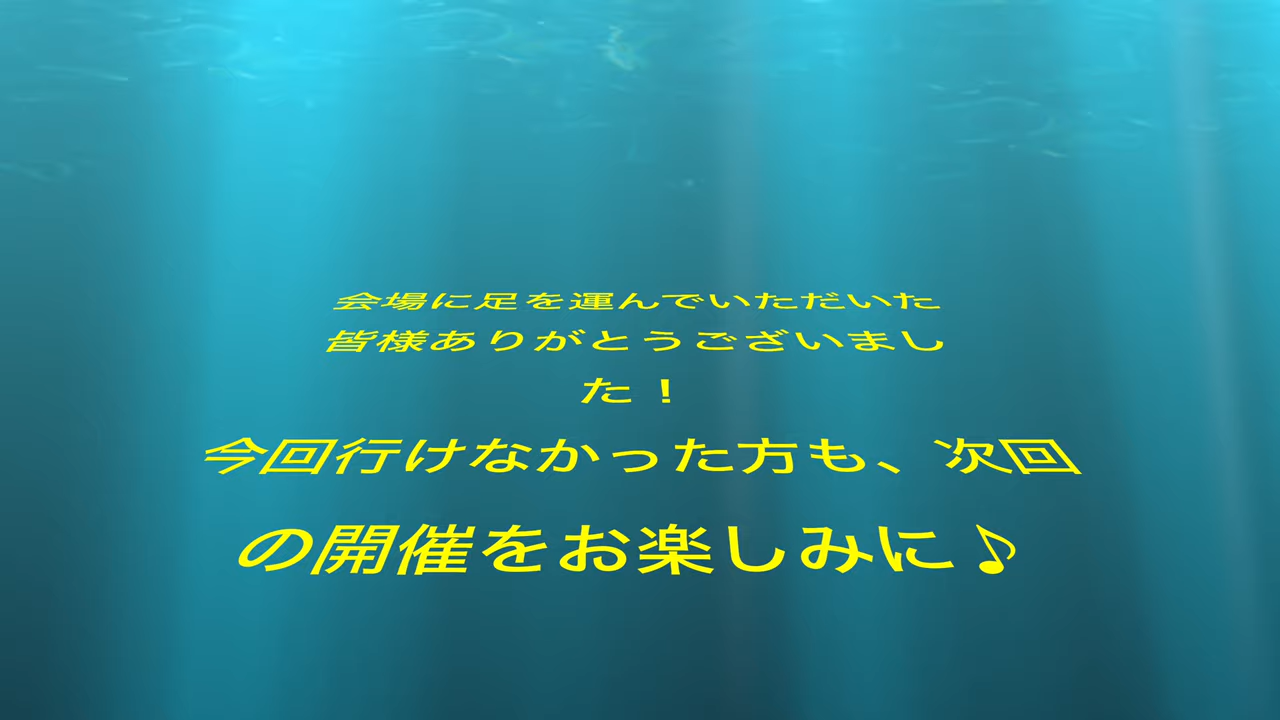 会場に足を運んでいただいた
皆様ありがとうございまし
た！
今回行けなかった方も、次回
の開催をお楽しみに♪